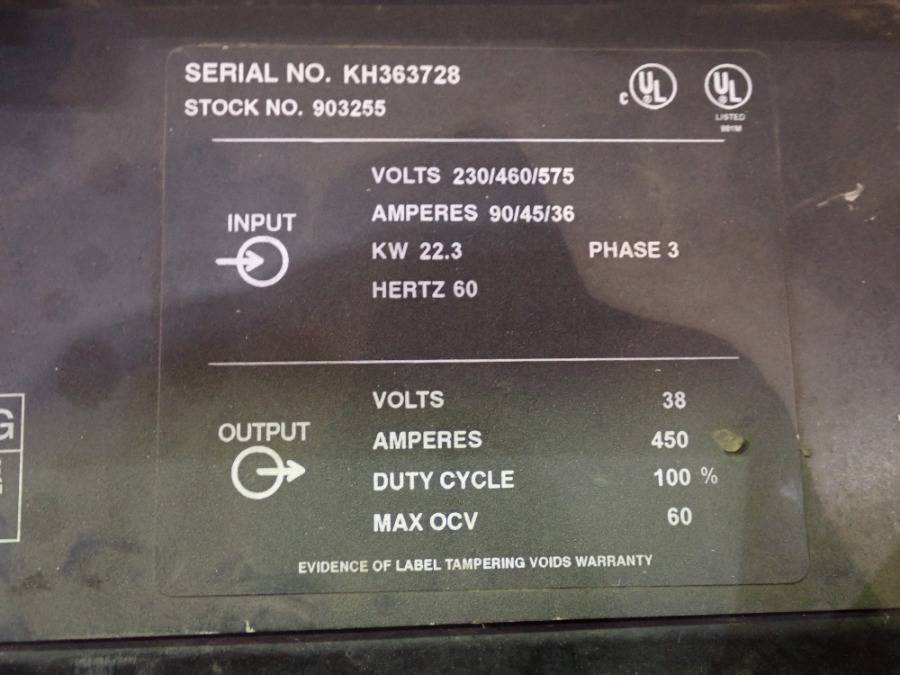 SERIAL NO. KH363728
STOCK NO. 903255
c UL UL
LISTED
VOLTS 230/460/575
INPUT
AMPERES 90/45/36
KW 22.3 PHASE 3
HERTZ 60
VOLTS 38
OUTPUT
AMPERES 450
DUTY CYCLE 100 %
MAX OCV 60
EVIDENCE OF LABEL TAMPERING VOIDS WARRANTY
G